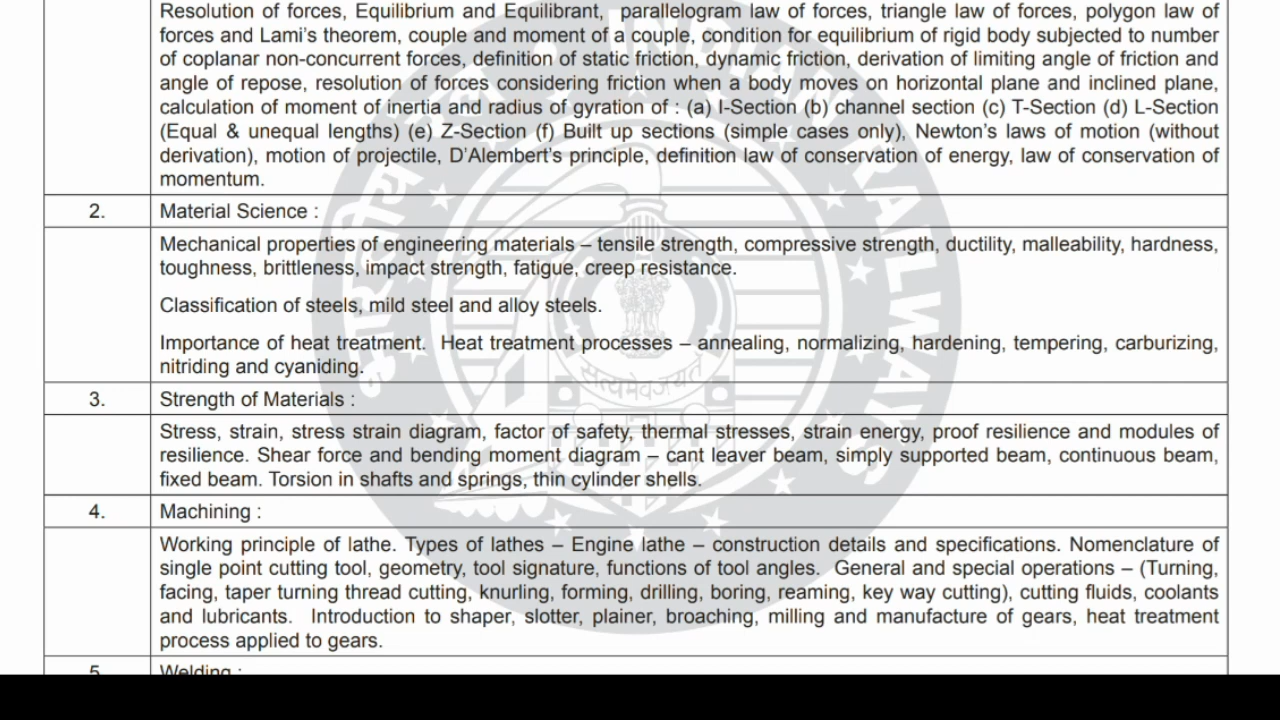 Resolution of forces, Equilibrium and Equilibrant, parallelogram law of forces, triangle law of forces, polygon law of
forces and Lami's theorem, couple and moment of a couple, condition for equilibrium of rigid body subjected to number
of coplanar non-concurrent forces, definition of static friction, dynamic friction, derivation of limiting angle of friction and
angle of repose, resolution of forces considering friction when a body moves on horizontal plane and inclined plane,
calculation of moment of inertia and radius of gyration of : (a) I-Section (b) channel section (c) T-Section (d) L-Section
(Equal & unequal lengths) (e) Z-Section (f) Built up sections (simple cases only), Newton's laws of motion (without
derivation), motion of projectile, D'Alembert's principle, definition law of conservation of energy, law of conservation of
momentum.
2. Material Science :
Mechanical properties of engineering materials – tensile strength, compressive strength, ductility, malleability, hardness,
toughness, brittleness, impact strength, fatigue, creep resistance.
Classification of steels, mild steel and alloy steels.
Importance of heat treatment. Heat treatment processes – annealing, normalizing, hardening, tempering, carburizing,
nitriding and cyaniding.
3. Strength of Materials :
Stress, strain, stress strain diagram, factor of safety, thermal stresses, strain energy, proof resilience and modules of
resilience. Shear force and bending moment diagram – cant leaver beam, simply supported beam, continuous beam,
fixed beam. Torsion in shafts and springs, thin cylinder shells.
4. Machining :
Working principle of lathe. Types of lathes – Engine lathe – construction details and specifications. Nomenclature of
single point cutting tool, geometry, tool signature, functions of tool angles. General and special operations – (Turning,
facing, taper turning thread cutting, knurling, forming, drilling, boring, reaming, key way cutting), cutting fluids, coolants
and lubricants. Introduction to shaper, slotter, plainer, broaching, milling and manufacture of gears, heat treatment
process applied to gears.
5. Welding :
INDIAN RAILWAYS
भारतीय रेल
सत्यमेव जयते